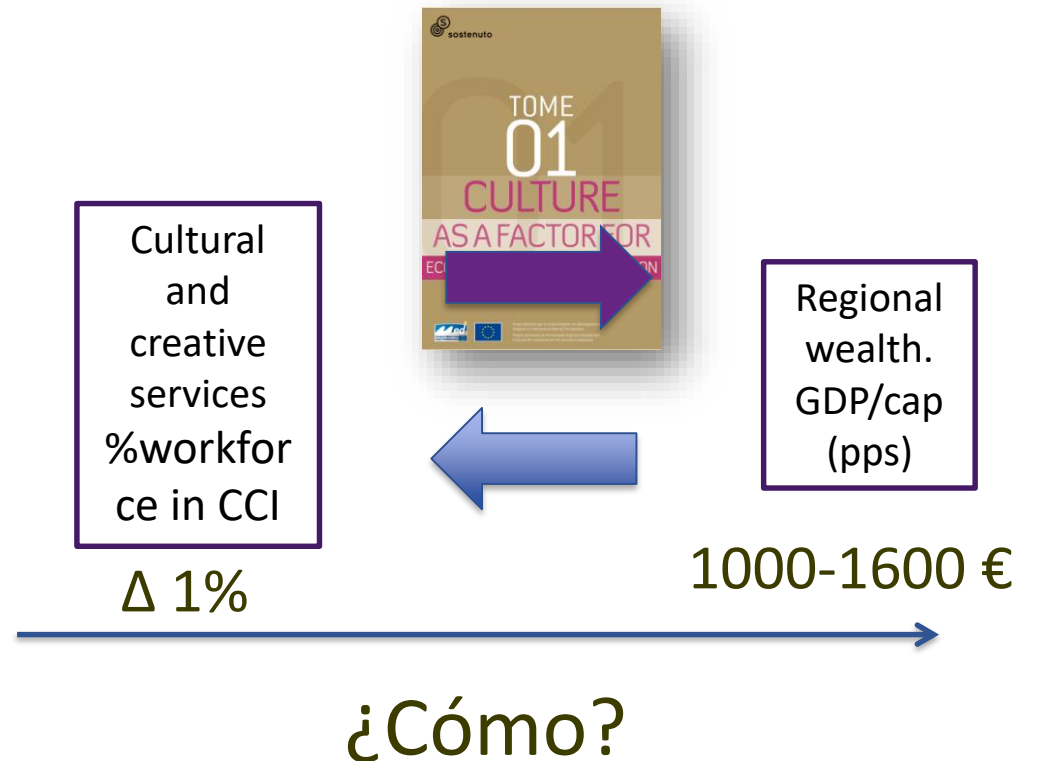 sostenuto
TOME
01
CULTURE
AS A FACTOR FOR
Cultural
and
creative
services
%workfor
ce in CCI
Regional
wealth.
GDP/cap
(pps)
Δ 1%
1000-1600 €
¿Cómo?